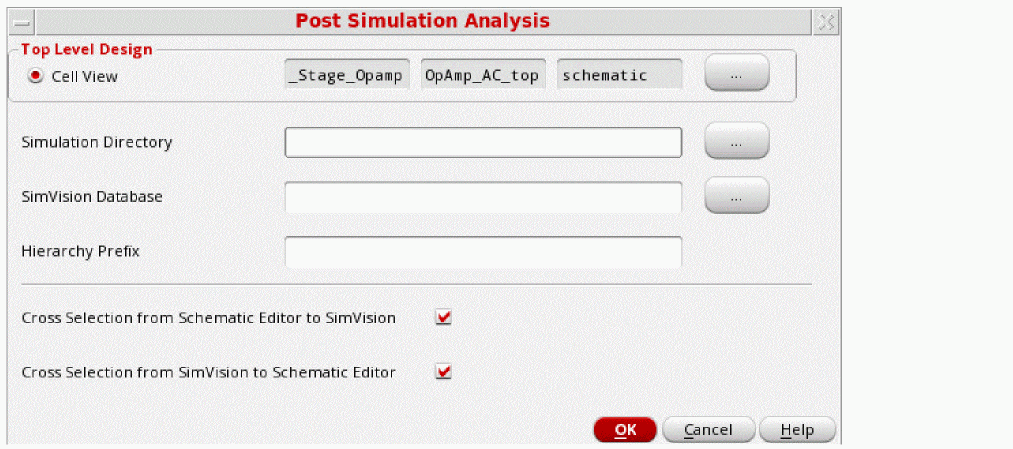 Post Simulation Analysis
Top Level Design
Cell View _Stage_Opamp OpAmp_AC_top schematic ...
Simulation Directory ...
SimVision Database ...
Hierarchy Prefix
Cross Selection from Schematic Editor to SimVision
Cross Selection from SimVision to Schematic Editor
OK Cancel Help